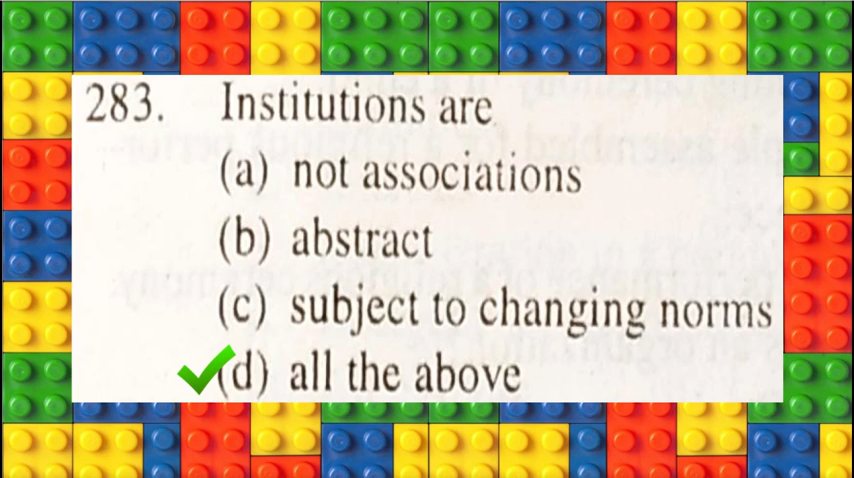 283. Institutions are
(a) not associations
(b) abstract
(c) subject to changing norms
(d) all the above